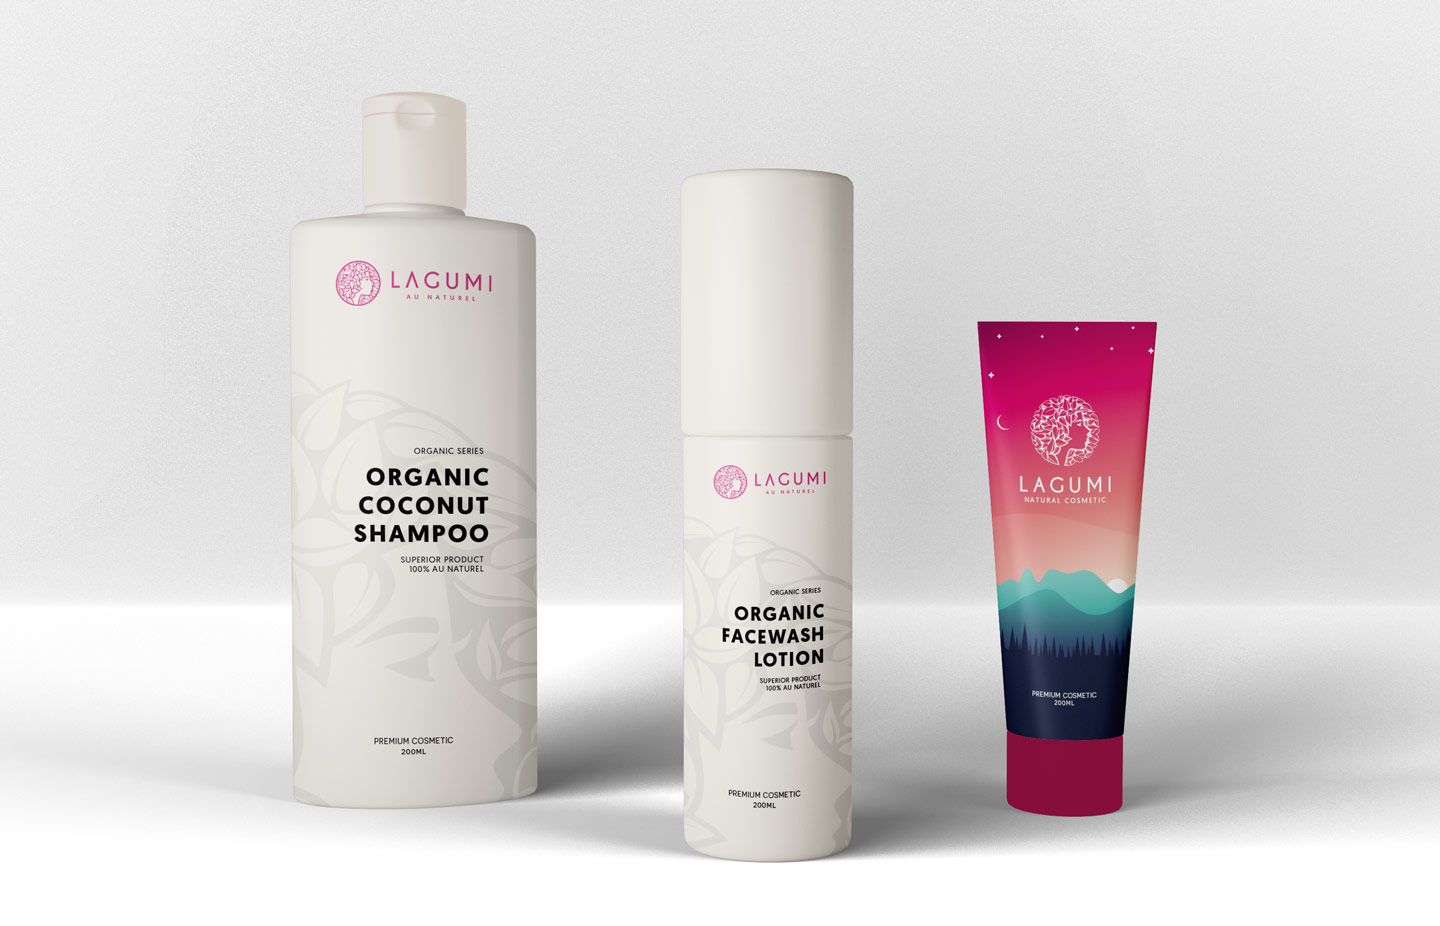 LAGUMI
AU NATUREL
ORGANIC SERIES
ORGANIC
COCONUT
SHAMPOO
SUPERIOR PRODUCT
100% AU NATUREL
PREMIUM COSMETIC
200ML
LAGUMI
AU NATUREL
ORGANIC SERIES
ORGANIC
FACEWASH
LOTION
SUPERIOR PRODUCT
100% AU NATUREL
PREMIUM COSMETIC
200ML
LAGUMI
NATURAL COSMETIC
PREMIUM COSMETIC
200ML